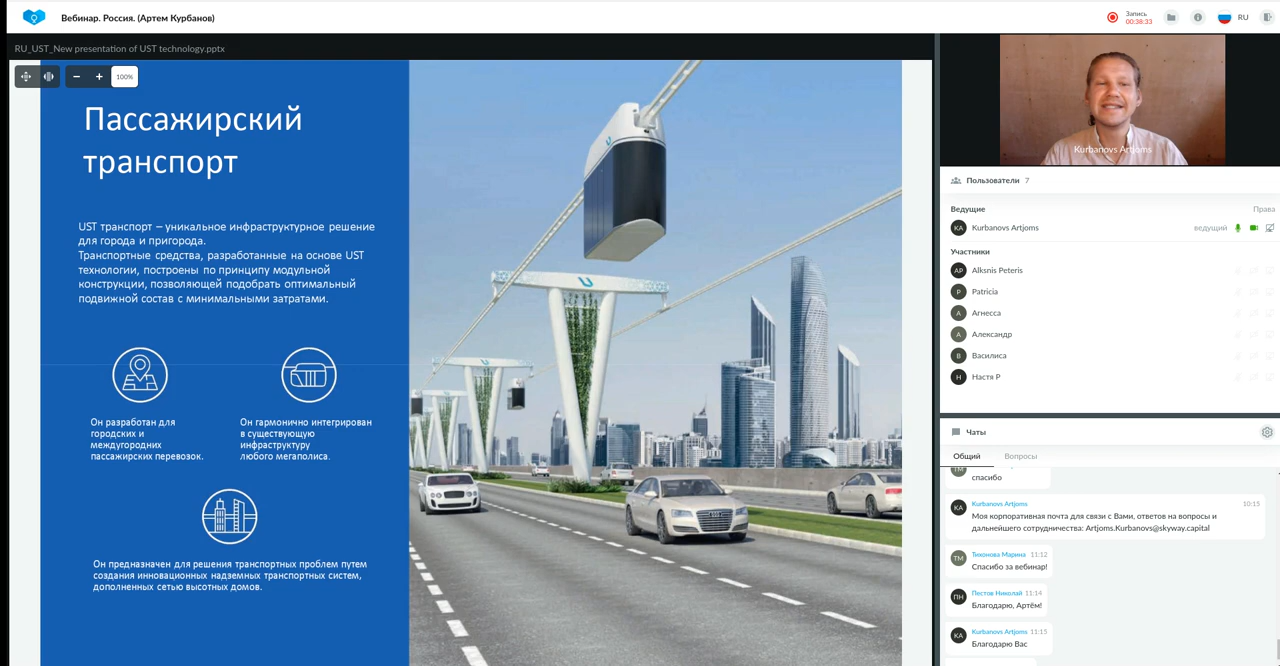 Вебинар. Россия. (Артем Курбанов)
Запись
00:38:33
RU
RU_UST_New presentation of UST technology.pptx
100%
Пассажирский
транспорт
UST транспорт – уникальное инфраструктурное решение
для города и пригорода.
Транспортные средства, разработанные на основе UST
технологии, построены по принципу модульной
конструкции, позволяющей подобрать оптимальный
подвижной состав с минимальными затратами.
Он разработан для
городских и
междугородних
пассажирских перевозок.
Он гармонично интегрирован
в существующую
инфраструктуру
любого мегаполиса.
Он предназначен для решения транспортных проблем путем
создания инновационных надземных транспортных систем,
дополненных сетью высотных домов.
Kurbanovs Artjoms
Пользователи 7
Ведущие
Права
KA Kurbanovs Artjoms ведущий
Участники
AP Alksnis Peteris
P Patricia
А Агнесса
А Александр
В Василиса
Н Настя Р
Чаты
Общий Вопросы
ТМ
спасибо
KA Kurbanovs Artjoms 10:15
Моя корпоративная почта для связи с Вами, ответов на вопросы и
дальнейшего сотрудничества: Artjoms.Kurbanovs@skyway.capital
ТМ Тихонова Марина 11:12
Спасибо за вебинар!
ПН Пестов Николай 11:14
Благодарю, Артём!
KA Kurbanovs Artjoms 11:15
Благодарю Вас